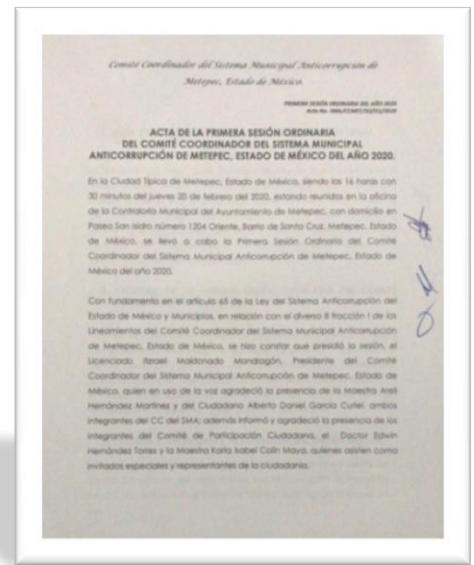 Comité Coordinador del Sistema Municipal Anticorrupción de
Metepec, Estado de México.
PRIMERA SESIÓN ORDINARIA DEL AÑO 2020
ACTA DE LA PRIMERA SESIÓN ORDINARIA
DEL COMITÉ COORDINADOR DEL SISTEMA MUNICIPAL
ANTICORRUPCIÓN DE METEPEC, ESTADO DE MÉXICO DEL AÑO 2020.
En la Ciudad Típica de Metepec, Estado de México, siendo las 16 horas con
30 minutos del jueves 20 de febrero del 2020, estando reunidos en la oficina
de la Contraloría Municipal del Ayuntamiento de Metepec, con domicilio en
Paseo San Isidro número 1204 Oriente, Barrio de Santa Cruz, Metepec, Estado
de México, se llevó a cabo la Primera Sesión Ordinaria del Comité
Coordinador del Sistema Municipal Anticorrupción de Metepec, Estado de
México del año 2020.
Con fundamento en el artículo 65 de la Ley del Sistema Anticorrupción del
Estado de México y Municipios, en relación con el diverso 8 fracción I de los
Lineamientos del Comité Coordinador del Sistema Municipal Anticorrupción
de Metepec, Estado de México, se hizo constar que presidió la sesión, el
Licenciado Itzrael Maldonado Mondragón, Presidente del Comité
Coordinador del Sistema Municipal Anticorrupción de Metepec, Estado de
México, quien en uso de la voz agradeció la presencia de la Maestra Areli
Hernández Martínez y del Ciudadano Alberto Daniel García Curiel, ambos
integrantes del CC del SMA; además informó y agradeció la presencia de los
integrantes del Comité de Participación Ciudadana, el Doctor Edwin
Hernández Torres y la Maestra Karla Isabel Colín Maya, quienes asisten como
invitados especiales y representantes de la ciudadanía.